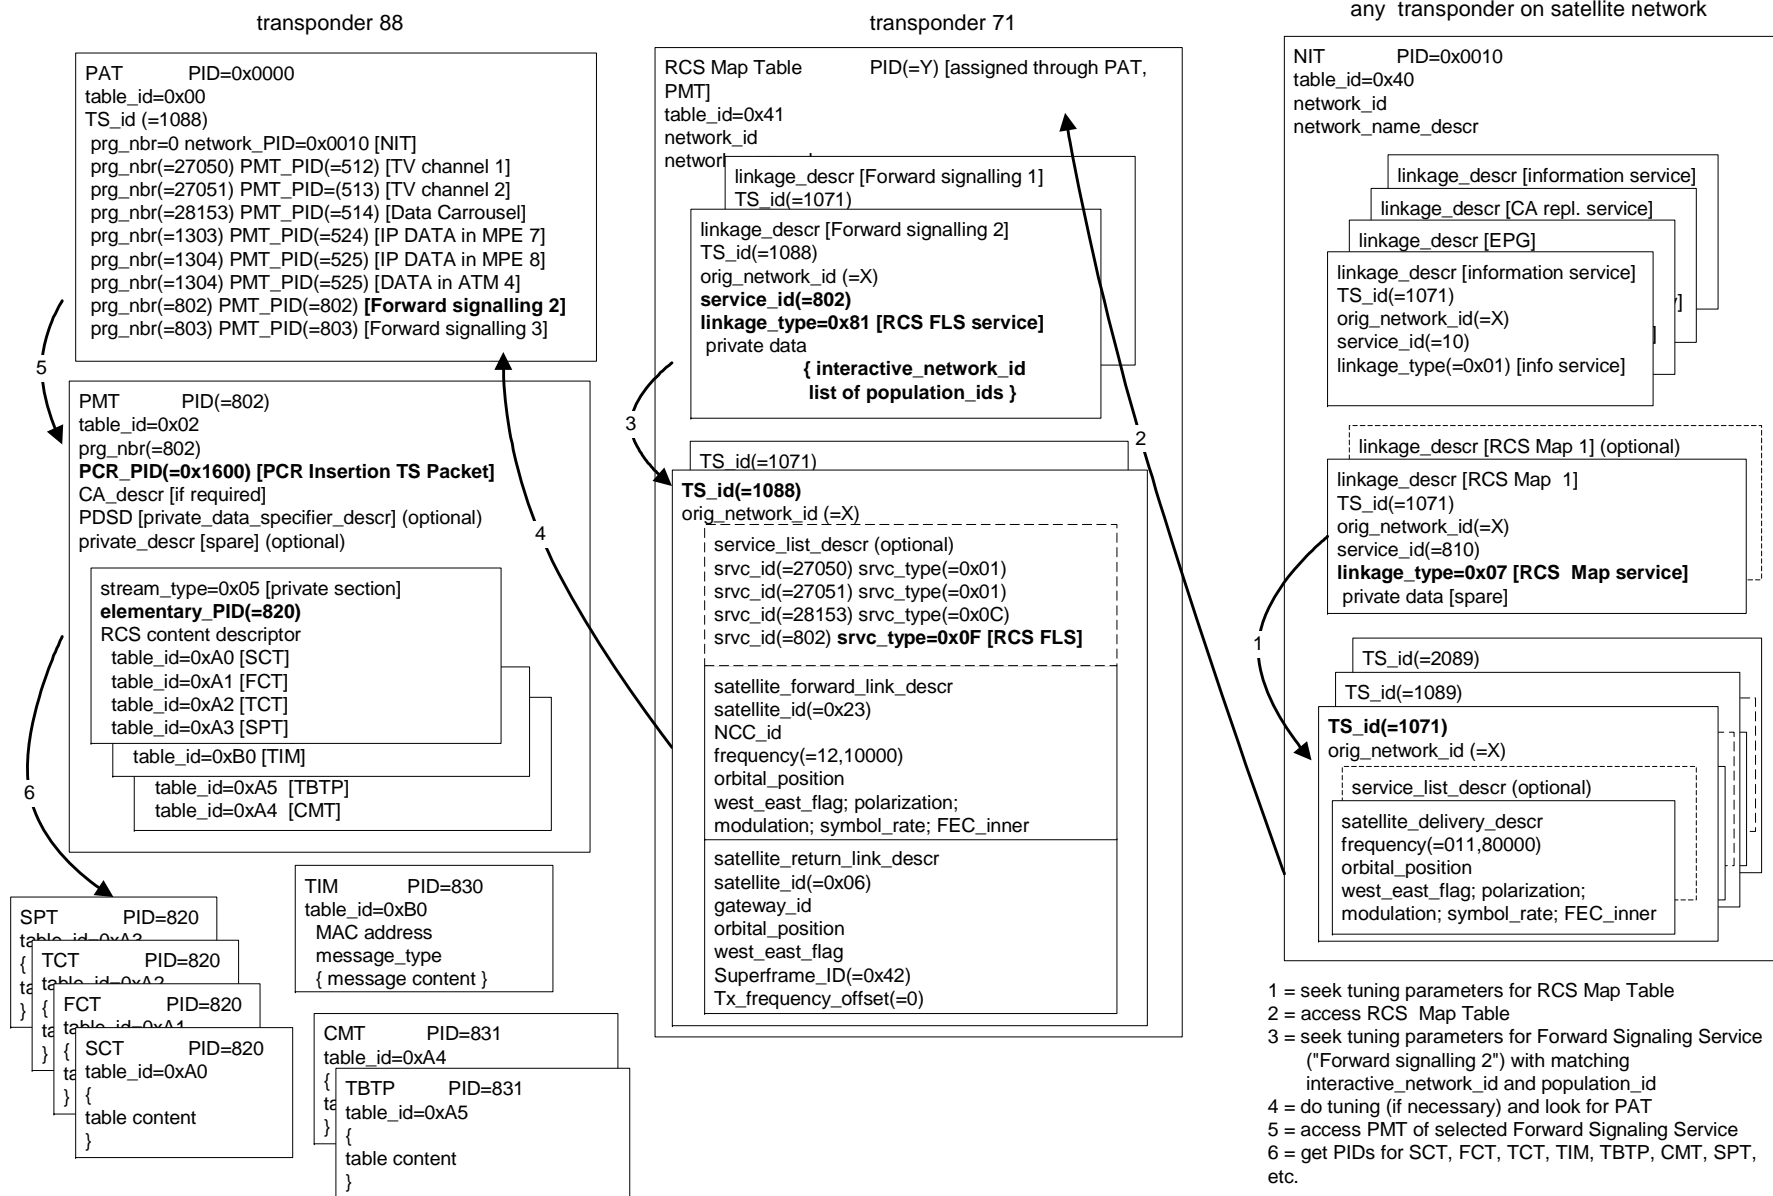 transponder 88
PAT PID=0x0000
table_id=0x00
TS_id (=1088)
prg_nbr=0 network_PID=0x0010 [NIT]
prg_nbr(=27050) PMT_PID(=512) [TV channel 1]
prg_nbr(=27051) PMT_PID=(513) [TV channel 2]
prg_nbr(=28153) PMT_PID(=514) [Data Carrousel]
prg_nbr(=1303) PMT_PID(=524) [IP DATA in MPE 7]
prg_nbr(=1304) PMT_PID(=525) [IP DATA in MPE 8]
prg_nbr(=1304) PMT_PID(=525) [DATA in ATM 4]
prg_nbr(=802) PMT_PID(=802) [Forward signalling 2]
prg_nbr(=803) PMT_PID(=803) [Forward signalling 3]
5
PMT PID(=802)
table_id=0x02
prg_nbr(=802)
PCR_PID(=0x1600) [PCR Insertion TS Packet]
CA_descr [if required]
PDSD [private_data_specifier_descr] (optional)
private_descr [spare] (optional)
stream_type=0x05 [private section]
elementary_PID(=820)
RCS content descriptor
table_id=0xA0 [SCT]
table_id=0xA1 [FCT]
table_id=0xA2 [TCT]
table_id=0xA3 [SPT]
table_id=0xB0 [TIM]
table_id=0xA5 [TBTP]
table_id=0xA4 [CMT]
6
SPT PID=820
table_id=0xA3
{
ta
}
TCT PID=820
table_id=0xA2
{
ta
}
FCT PID=820
table_id=0xA1
{
ta
}
SCT PID=820
table_id=0xA0
{
table content
}
TIM PID=830
table_id=0xB0
MAC address
message_type
{ message content }
CMT PID=831
table_id=0xA4
{
ta
}
TBTP PID=831
table_id=0xA5
{
table content
}
transponder 71
RCS Map Table PID(=Y) [assigned through PAT,
PMT]
table_id=0x41
network_id
network
linkage_descr [Forward signalling 1]
TS_id(=1071)
linkage_descr [Forward signalling 2]
TS_id(=1088)
orig_network_id (=X)
service_id(=802)
linkage_type=0x81 [RCS FLS service]
private data
{ interactive_network_id
list of population_ids }
3
2
4
TS_id(=1071)
TS_id(=1088)
orig_network_id (=X)
service_list_descr (optional)
srvc_id(=27050) srvc_type(=0x01)
srvc_id(=27051) srvc_type(=0x01)
srvc_id(=28153) srvc_type(=0x0C)
srvc_id(=802) srvc_type=0x0F [RCS FLS]
satellite_forward_link_descr
satellite_id(=0x23)
NCC_id
frequency(=12,10000)
orbital_position
west_east_flag; polarization;
modulation; symbol_rate; FEC_inner
satellite_return_link_descr
satellite_id(=0x06)
gateway_id
orbital_position
west_east_flag
Superframe_ID(=0x42)
Tx_frequency_offset(=0)
any transponder on satellite network
NIT PID=0x0010
table_id=0x40
network_id
network_name_descr
linkage_descr [information service]
linkage_descr [CA repl. service]
linkage_descr [EPG]
linkage_descr [information service]
TS_id(=1071)
orig_network_id(=X)
service_id(=10)
linkage_type(=0x01) [info service]
]
]
linkage_descr [RCS Map 1] (optional)
linkage_descr [RCS Map 1]
TS_id(=1071)
orig_network_id(=X)
service_id(=810)
linkage_type=0x07 [RCS Map service]
private data [spare]
1
TS_id(=2089)
TS_id(=1089)
TS_id(=1071)
orig_network_id (=X)
service_list_descr (optional)
satellite_delivery_descr
frequency(=011,80000)
orbital_position
west_east_flag; polarization;
modulation; symbol_rate; FEC_inner
1 = seek tuning parameters for RCS Map Table
2 = access RCS Map Table
3 = seek tuning parameters for Forward Signaling Service
("Forward signalling 2") with matching
interactive_network_id and population_id
4 = do tuning (if necessary) and look for PAT
5 = access PMT of selected Forward Signaling Service
6 = get PIDs for SCT, FCT, TCT, TIM, TBTP, CMT, SPT,
etc.